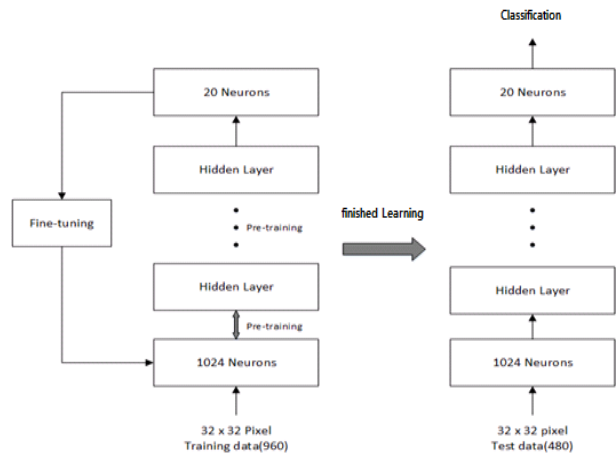 Classification
20 Neurons
20 Neurons
Hidden Layer
Hidden Layer
Fine-tuning
Pre-training
finished Learning
Hidden Layer
Hidden Layer
Pre-training
1024 Neurons
1024 Neurons
32 x 32 Pixel
Training data(960)
32 x 32 pixel
Test data(480)